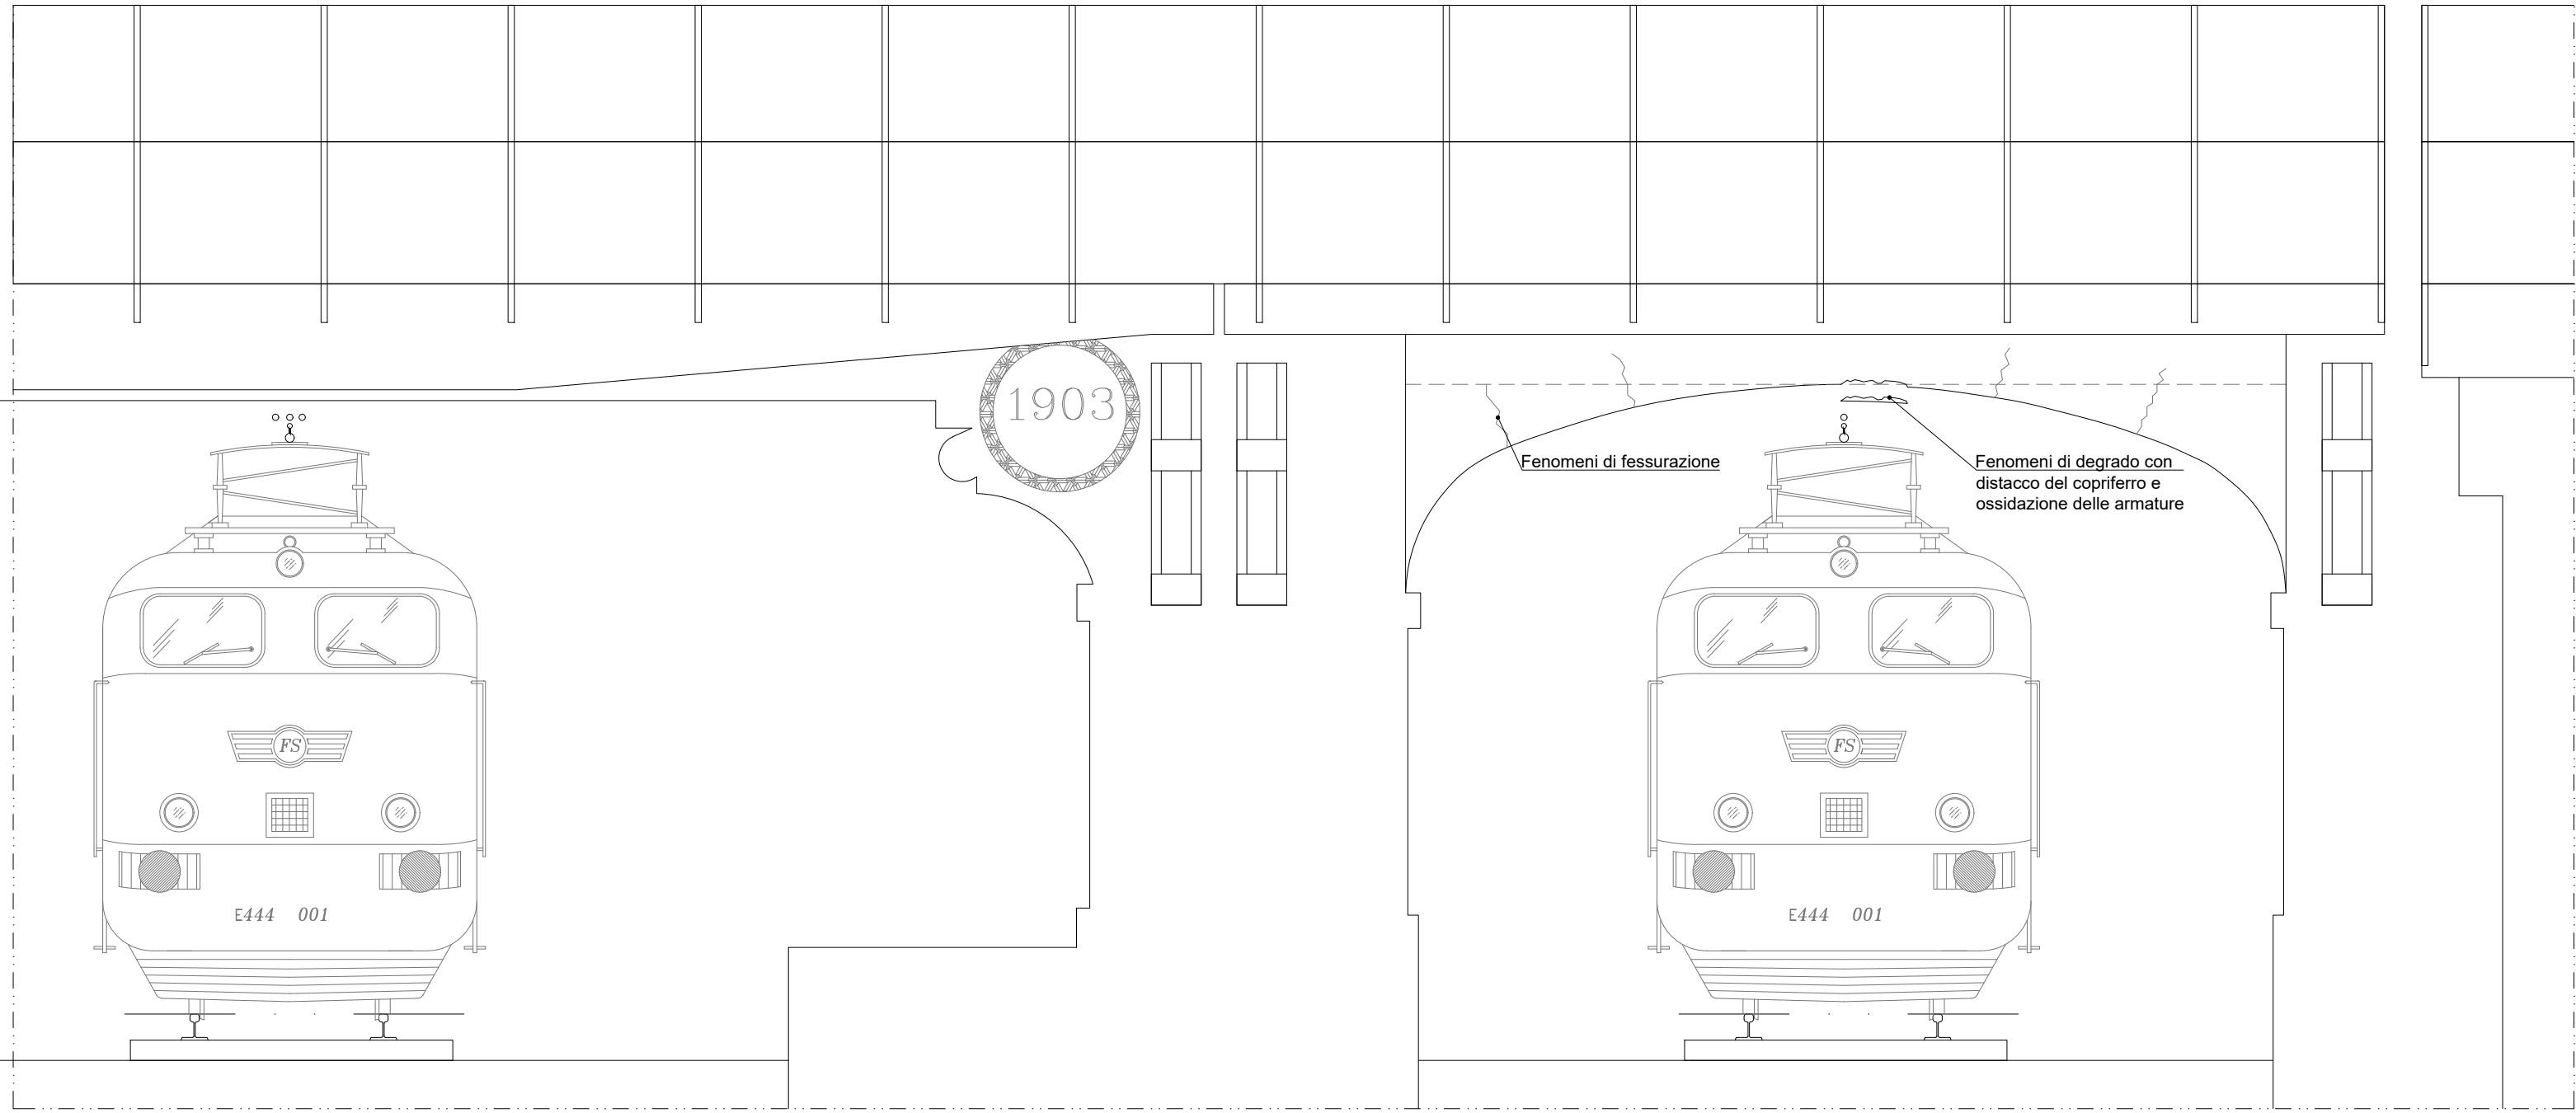 1903
Fenomeni di fessurazione
Fenomeni di degrado con
distacco del copriferro e
ossidazione delle armature
FS
FS
E444 001
E444 001